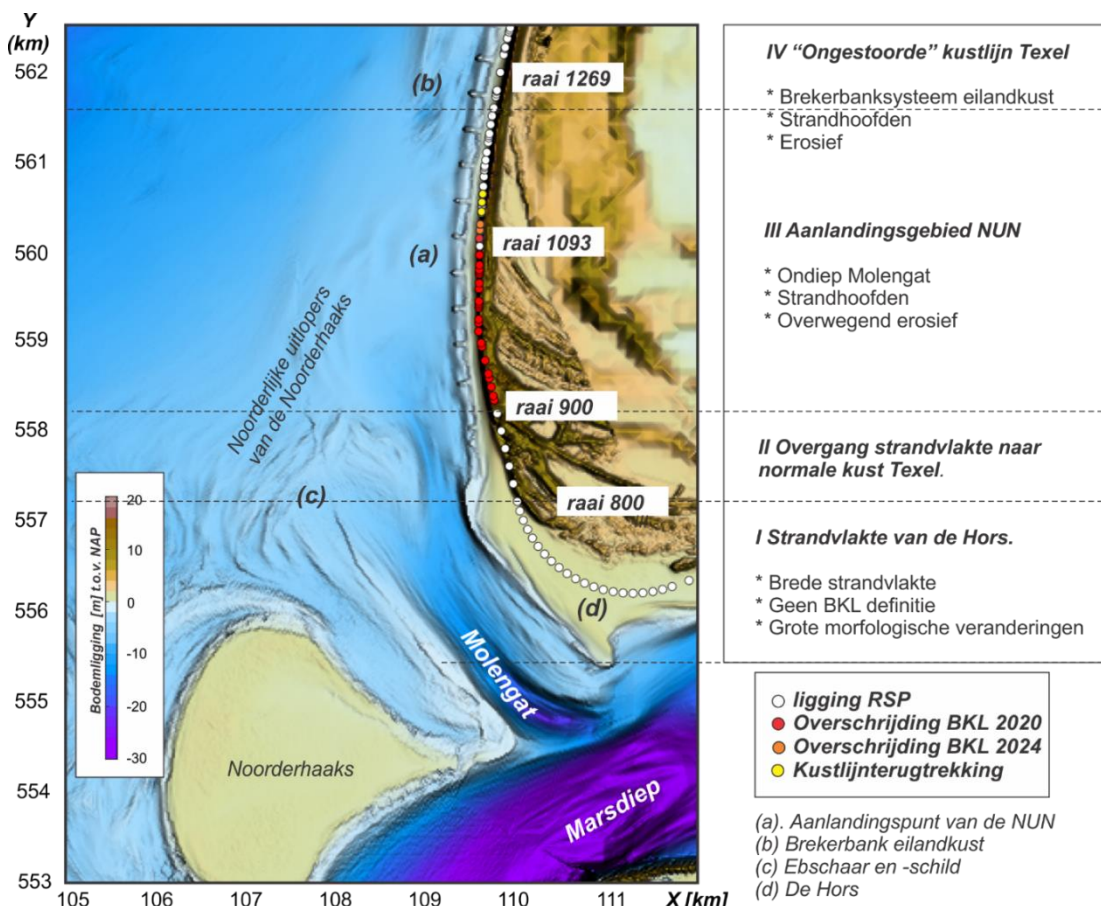 Y
(km)
562
561
560
559
558
557
556
555
554
553
105
106
107
108
109
110
111
X [km]
(b)
raai 1269
(a)
raai 1093
Noorderlijke uitlopers
van de Noorderhaaks
raai 900
(c)
raai 800
(d)
Bodemligging [m] t.o.v. NAP
20
10
0
-10
-20
-30
Molengat
Noorderhaaks
Marsdiep
IV “Ongestoorde” kustlijn Texel
* Brekerbanksysteem eilandkust
* Strandhoofden
* Erosief
III Aanlandingsgebied NUN
* Ondiep Molengat
* Strandhoofden
* Overwegend erosief
II Overgang strandvlakte naar
normale kust Texel.
I Strandvlakte van de Hors.
* Brede strandvlakte
* Geen BKL definitie
* Grote morfologische veranderingen
ligging RSP
Overschrijding BKL 2020
Overschrijding BKL 2024
Kustlijnterugtrekking
(a). Aanlandingspunt van de NUN
(b) Brekerbank eilandkust
(c) Ebschaar en -schild
(d) De Hors